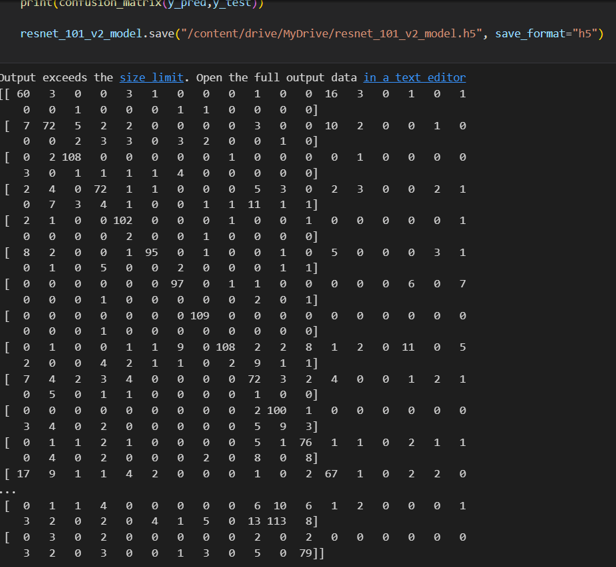 print(confusion_matrix(y_pred,y_test))
resnet_101_v2_model.save("/content/drive/MyDrive/resnet_101_v2_model.h5", save_format="h5")
Output exceeds the size limit. Open the full output data in a text editor
[[ 60 3 0 0 3 1 0 0 0 1 0 0 16 3 0 1 0 1
0 0 1 0 0 0 1 1 0 0 0 0]
[ 7 72 5 2 2 0 0 0 0 3 0 0 10 2 0 0 1 0
0 0 2 3 3 0 3 2 0 0 1 0]
[ 0 2 108 0 0 0 0 0 1 0 0 0 0 1 0 0 0 0
3 0 1 1 1 1 4 0 0 0 0 0]
[ 2 4 0 72 1 1 0 0 0 5 3 0 2 3 0 0 2 1
0 7 3 4 1 0 0 1 1 11 1 1]
[ 2 1 0 0 102 0 0 0 1 0 0 1 0 0 0 0 0 1
0 0 0 0 2 0 0 1 0 0 0 0]
[ 8 2 0 0 1 95 0 1 0 0 1 0 5 0 0 0 3 1
0 1 0 5 0 0 2 0 0 0 1 1]
[ 0 0 0 0 0 0 97 0 1 1 0 0 0 0 0 6 0 7
0 0 0 1 0 0 0 0 0 2 0 1]
[ 0 0 0 0 0 0 0 109 0 0 0 0 0 0 0 0 0 0
0 0 0 1 0 0 0 0 0 0 0 0]
[ 0 1 0 0 1 1 9 0 108 2 2 8 1 2 0 11 0 5
2 0 0 4 2 1 1 0 2 9 1 1]
[ 7 4 2 3 4 0 0 0 0 72 3 2 4 0 0 1 2 1
0 5 0 1 1 0 0 0 0 1 0 0]
[ 0 0 0 0 0 0 0 0 0 2 100 1 0 0 0 0 0 0
3 4 0 2 0 0 0 0 0 5 9 3]
[ 0 1 1 2 1 0 0 0 0 5 1 76 1 1 0 2 1 1
0 4 0 2 0 0 0 2 0 8 0 8]
[ 17 9 1 1 4 2 0 0 0 1 0 2 67 1 0 2 2 0
...
[ 0 1 1 4 0 0 0 0 0 6 10 6 1 2 0 0 0 1
3 2 0 2 0 4 1 5 0 13 113 8]
[ 0 3 0 2 0 0 0 0 0 2 0 2 0 0 0 0 0 0
3 2 0 3 0 0 1 3 0 5 0 79]]